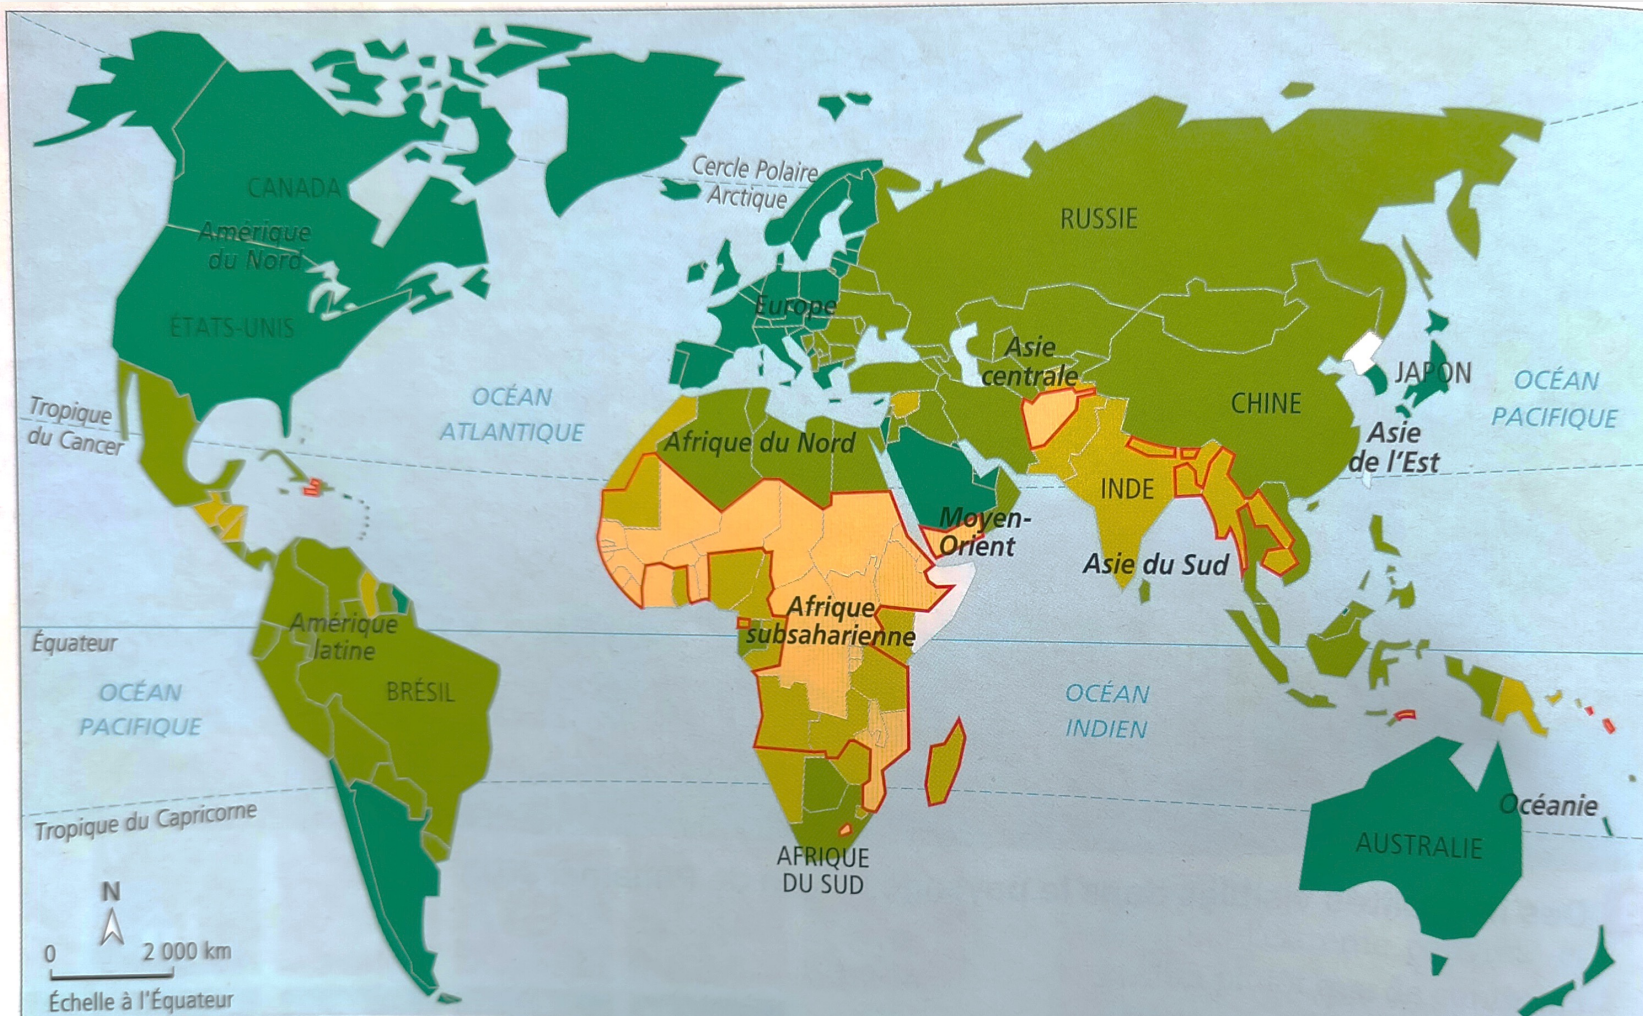 Cercle Polaire
Arctique
CANADA
Amérique
du Nord
RUSSIE
ÉTATS-UNIS
Europe
Asie
centrale
JAPON
OCÉAN
PACIFIQUE
CHINE
Tropique
du Cancer
OCÉAN
ATLANTIQUE
Afrique du Nord
Asie
de l'Est
INDE
Moyen-
Orient
Asie du Sud
Afrique
subsaharienne
Amérique
latine
Équateur
BRÉSIL
OCÉAN
PACIFIQUE
OCÉAN
INDIEN
Tropique du Capricorne
Océanie
AUSTRALIE
AFRIQUE
DU SUD
N
0 2 000 km
Échelle à l'Équateur